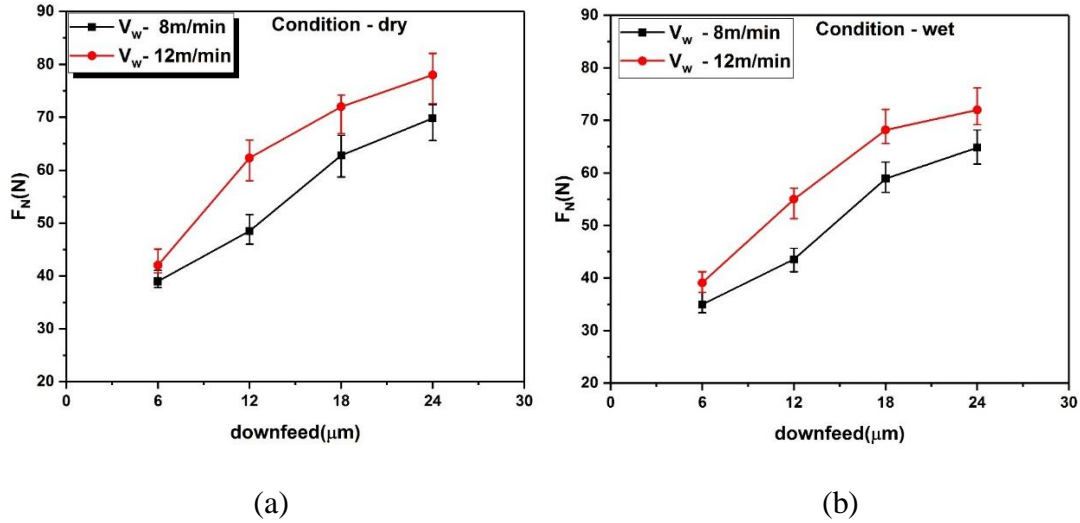 Condition - dry
V_w - 8m/min
V_w - 12m/min
90
80
70
60
50
40
30
20
F_N(N)
0
6
12
18
24
30
downfeed(μm)
(a)
Condition - wet
V_w - 8m/min
V_w - 12m/min
90
80
70
60
50
40
30
20
F_N(N)
0
6
12
18
24
30
downfeed(μm)
(b)